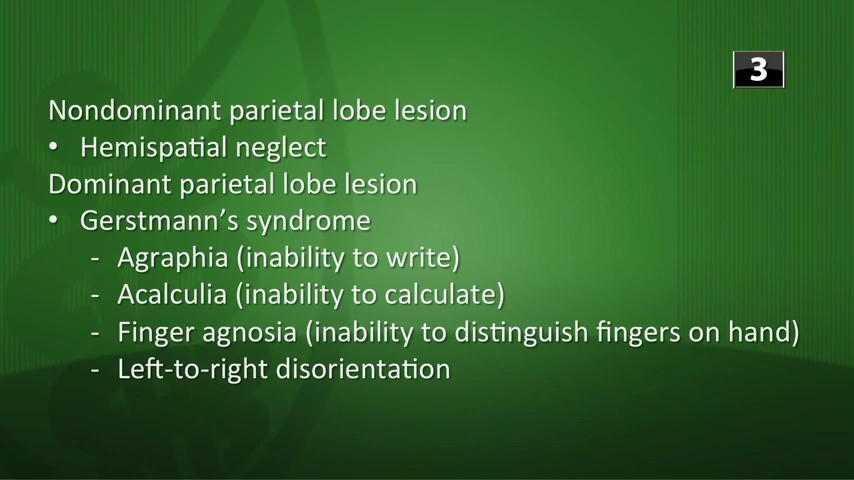 3
Nondominant parietal lobe lesion
• Hemispatial neglect
Dominant parietal lobe lesion
• Gerstmann’s syndrome
- Agraphia (inability to write)
- Acalculia (inability to calculate)
- Finger agnosia (inability to distinguish fingers on hand)
- Left-to-right disorientation